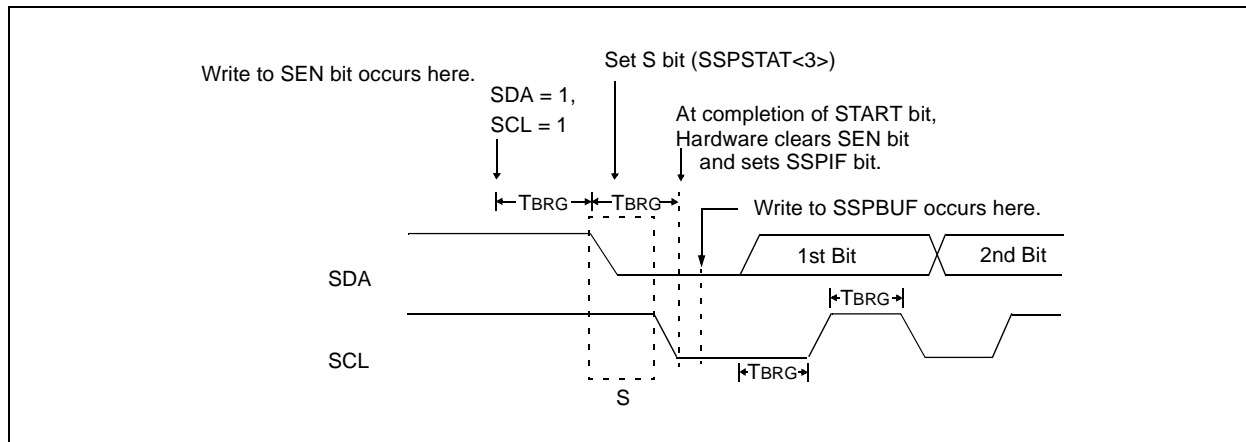 Set S bit (SSPSTAT<3>)
Write to SEN bit occurs here.
SDA = 1,
SCL = 1
At completion of START bit,
Hardware clears SEN bit
and sets SSPIF bit.
TBRG
TBRG
Write to SSPBUF occurs here.
1st Bit
2nd Bit
SDA
TBRG
SCL
TBRG
S